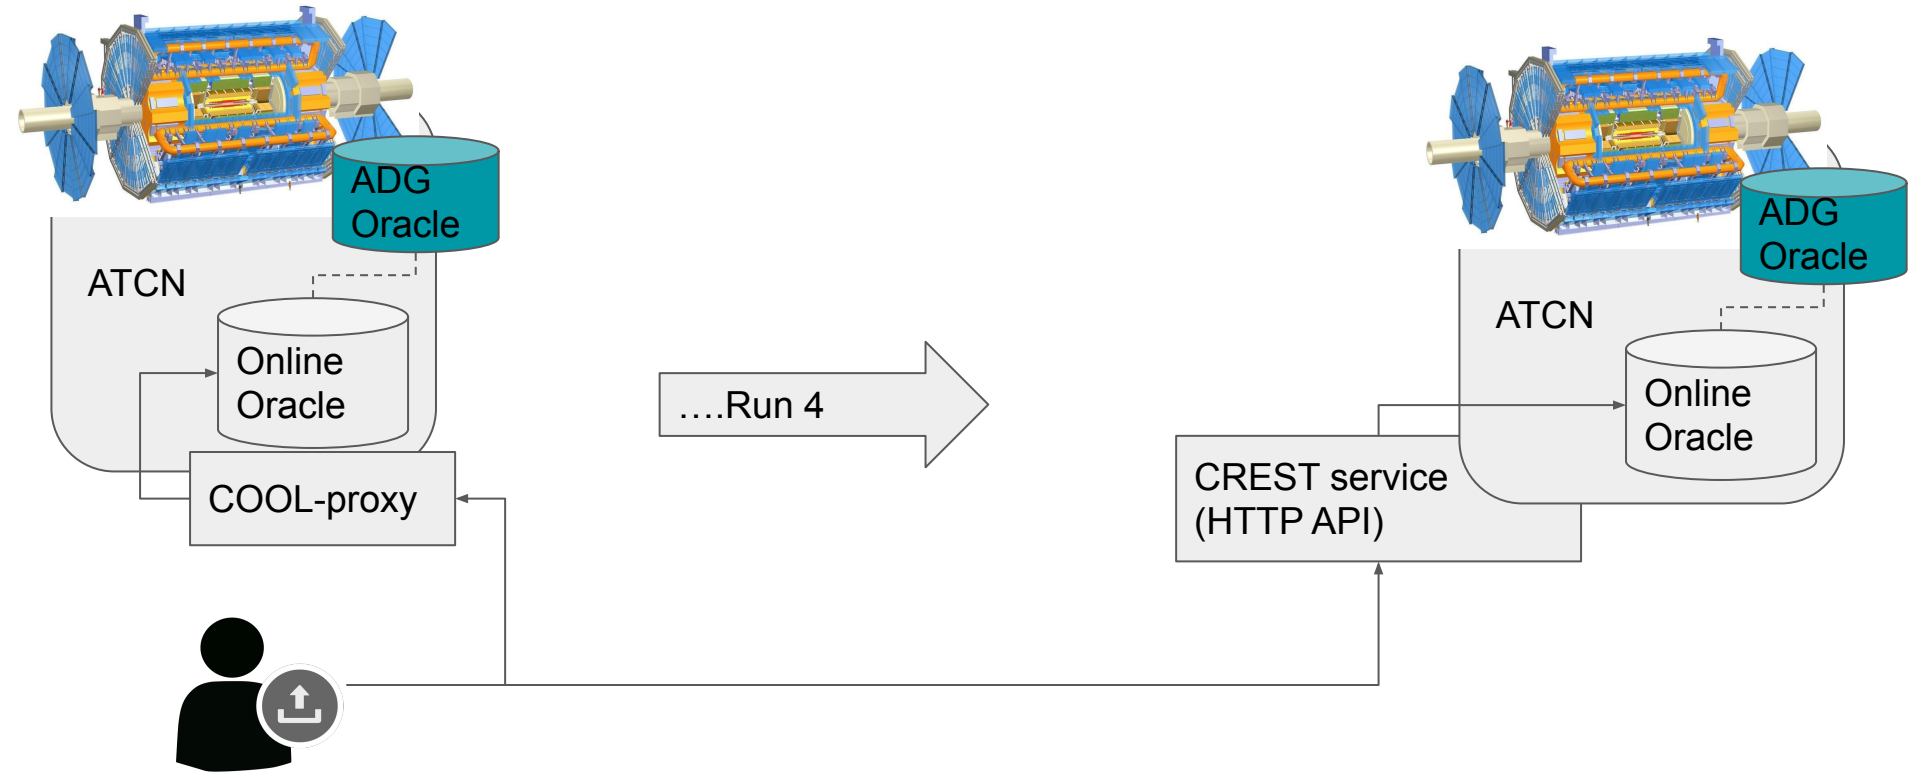 ADG
Oracle
ATCN
Online
Oracle
COOL-proxy
....Run 4
ADG
Oracle
ATCN
Online
Oracle
CREST service
(HTTP API)